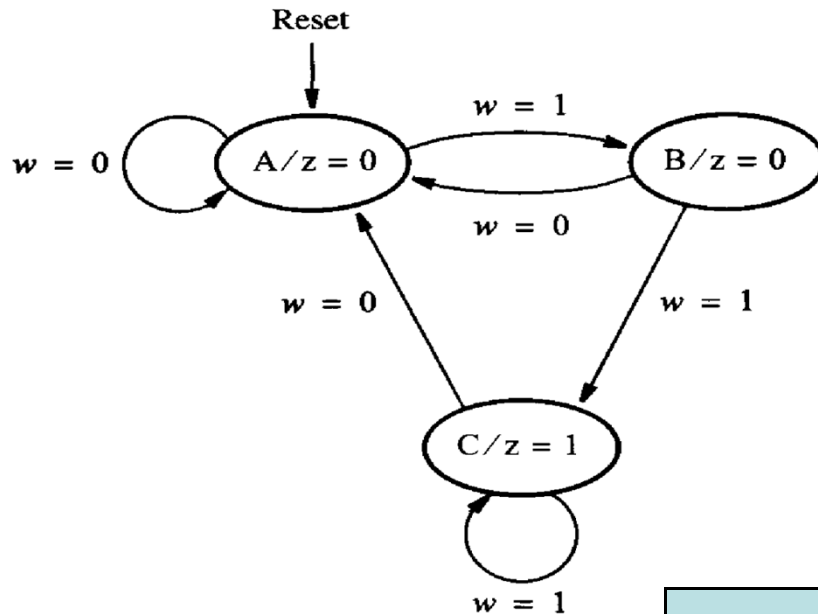 Reset
w = 1
w = 0
A/z = 0
B/z = 0
w = 0
w = 0
w = 1
C/z = 1
w = 1